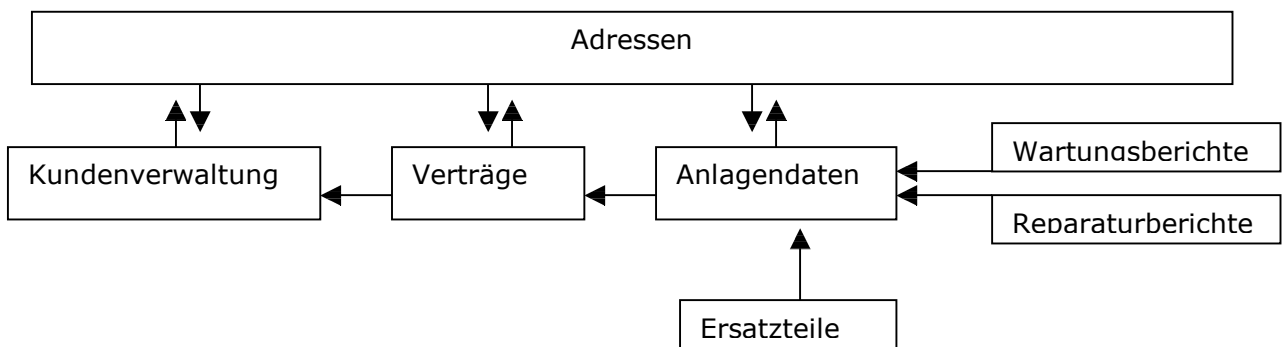 Adressen
Kundenverwaltung
Verträge
Anlagendaten
Wartungsberichte
Reparaturberichte
Ersatzteile